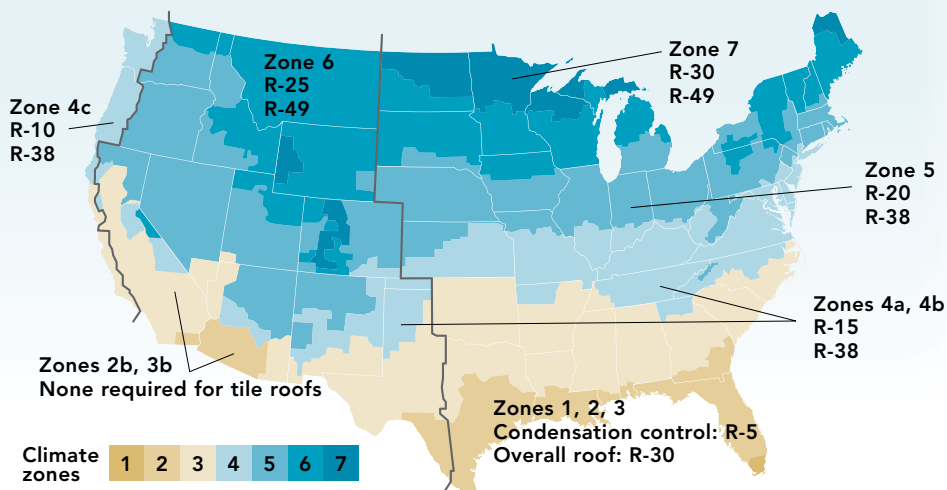 Zone 6
R-25
R-49
Zone 7
R-30
R-49
Zone 4c
R-10
R-38
Zone 5
R-20
R-38
Zones 4a, 4b
R-15
R-38
Zones 2b, 3b
None required for tile roofs
Zones 1, 2, 3
Condensation control: R-5
Overall roof: R-30
Climate
zones
1 2 3 4 5 6 7